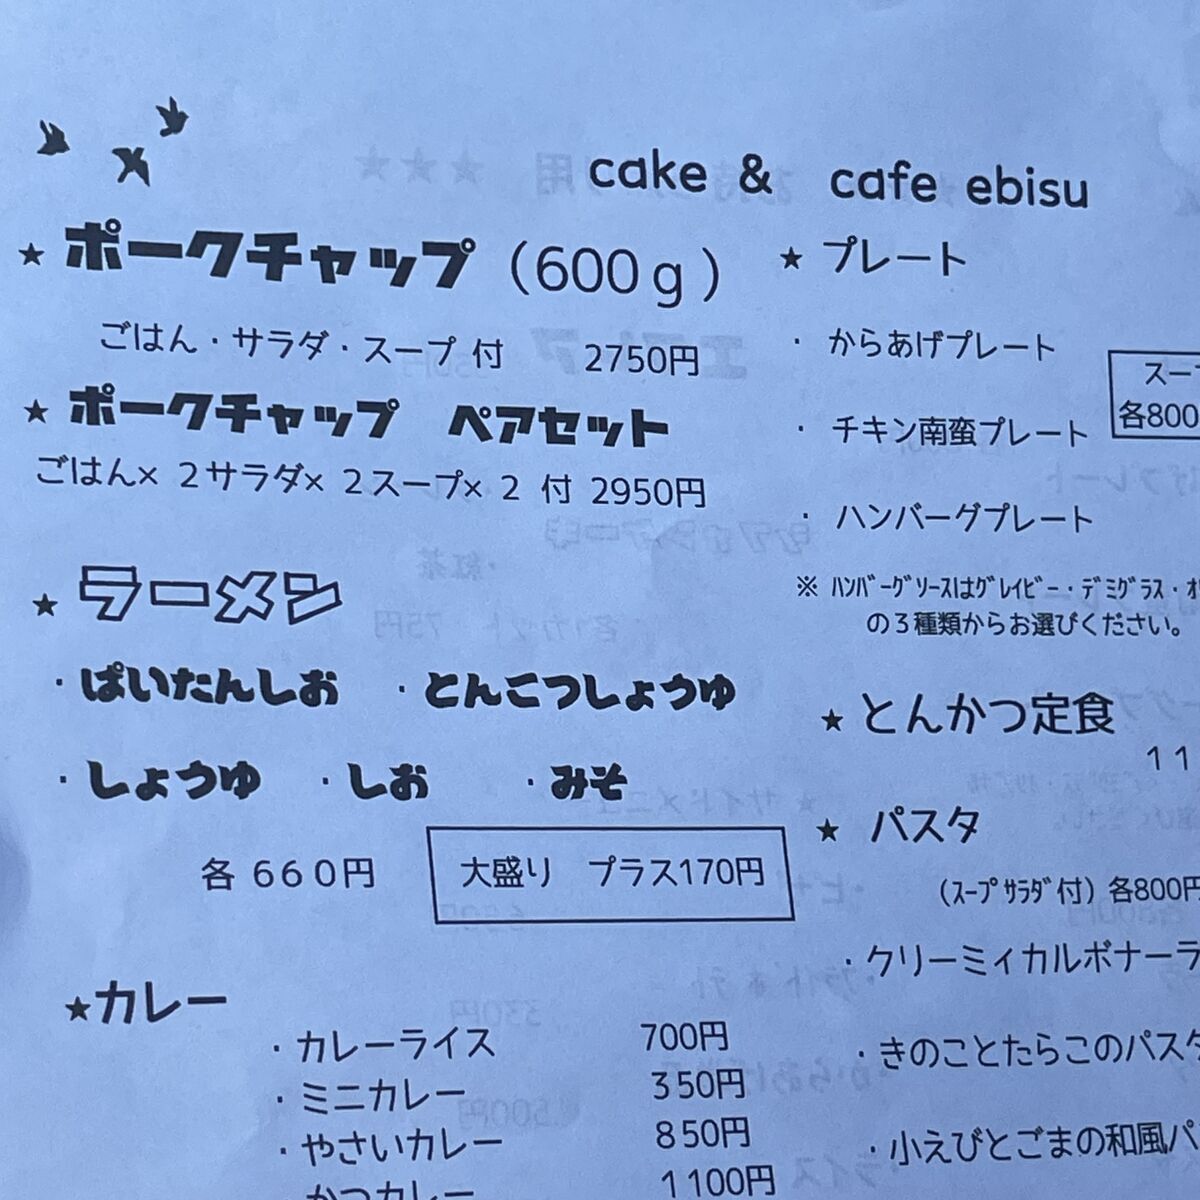 cake & cafe ebisu
★ ポークチャップ（600ｇ）
ごはん・サラダ・スープ 付 2750円
★ ポークチャップ ペアセット
ごはん× ２サラダ× ２スープ× ２ 付 2950円
★ ラーメン
・ぱいたんしお ・とんこつしょうゆ
・しょうゆ ・しお ・みそ
各 ６６０円
大盛り プラス170円
★カレー
・カレーライス 700円
・ミニカレー 350円
・やさいカレー 850円
かつカレー 1100円
★ プレート
・ からあげプレート
・ チキン南蛮プレート
・ ハンバーグプレート
スー
各800
※ ﾊﾝﾊﾞｰｸﾞｿｰｽはｸﾞﾚｲﾋﾞｰ・ﾃﾞﾐｸﾞﾗｽ・
の３種類からお選びください。
★ とんかつ定食
１１
★ パスタ
（ｽｰﾌﾟｻﾗﾀﾞ付）各800円
・クリーミィカルボナーラ
・きのことたらこのパスタ
・小えびとごまの和風パ